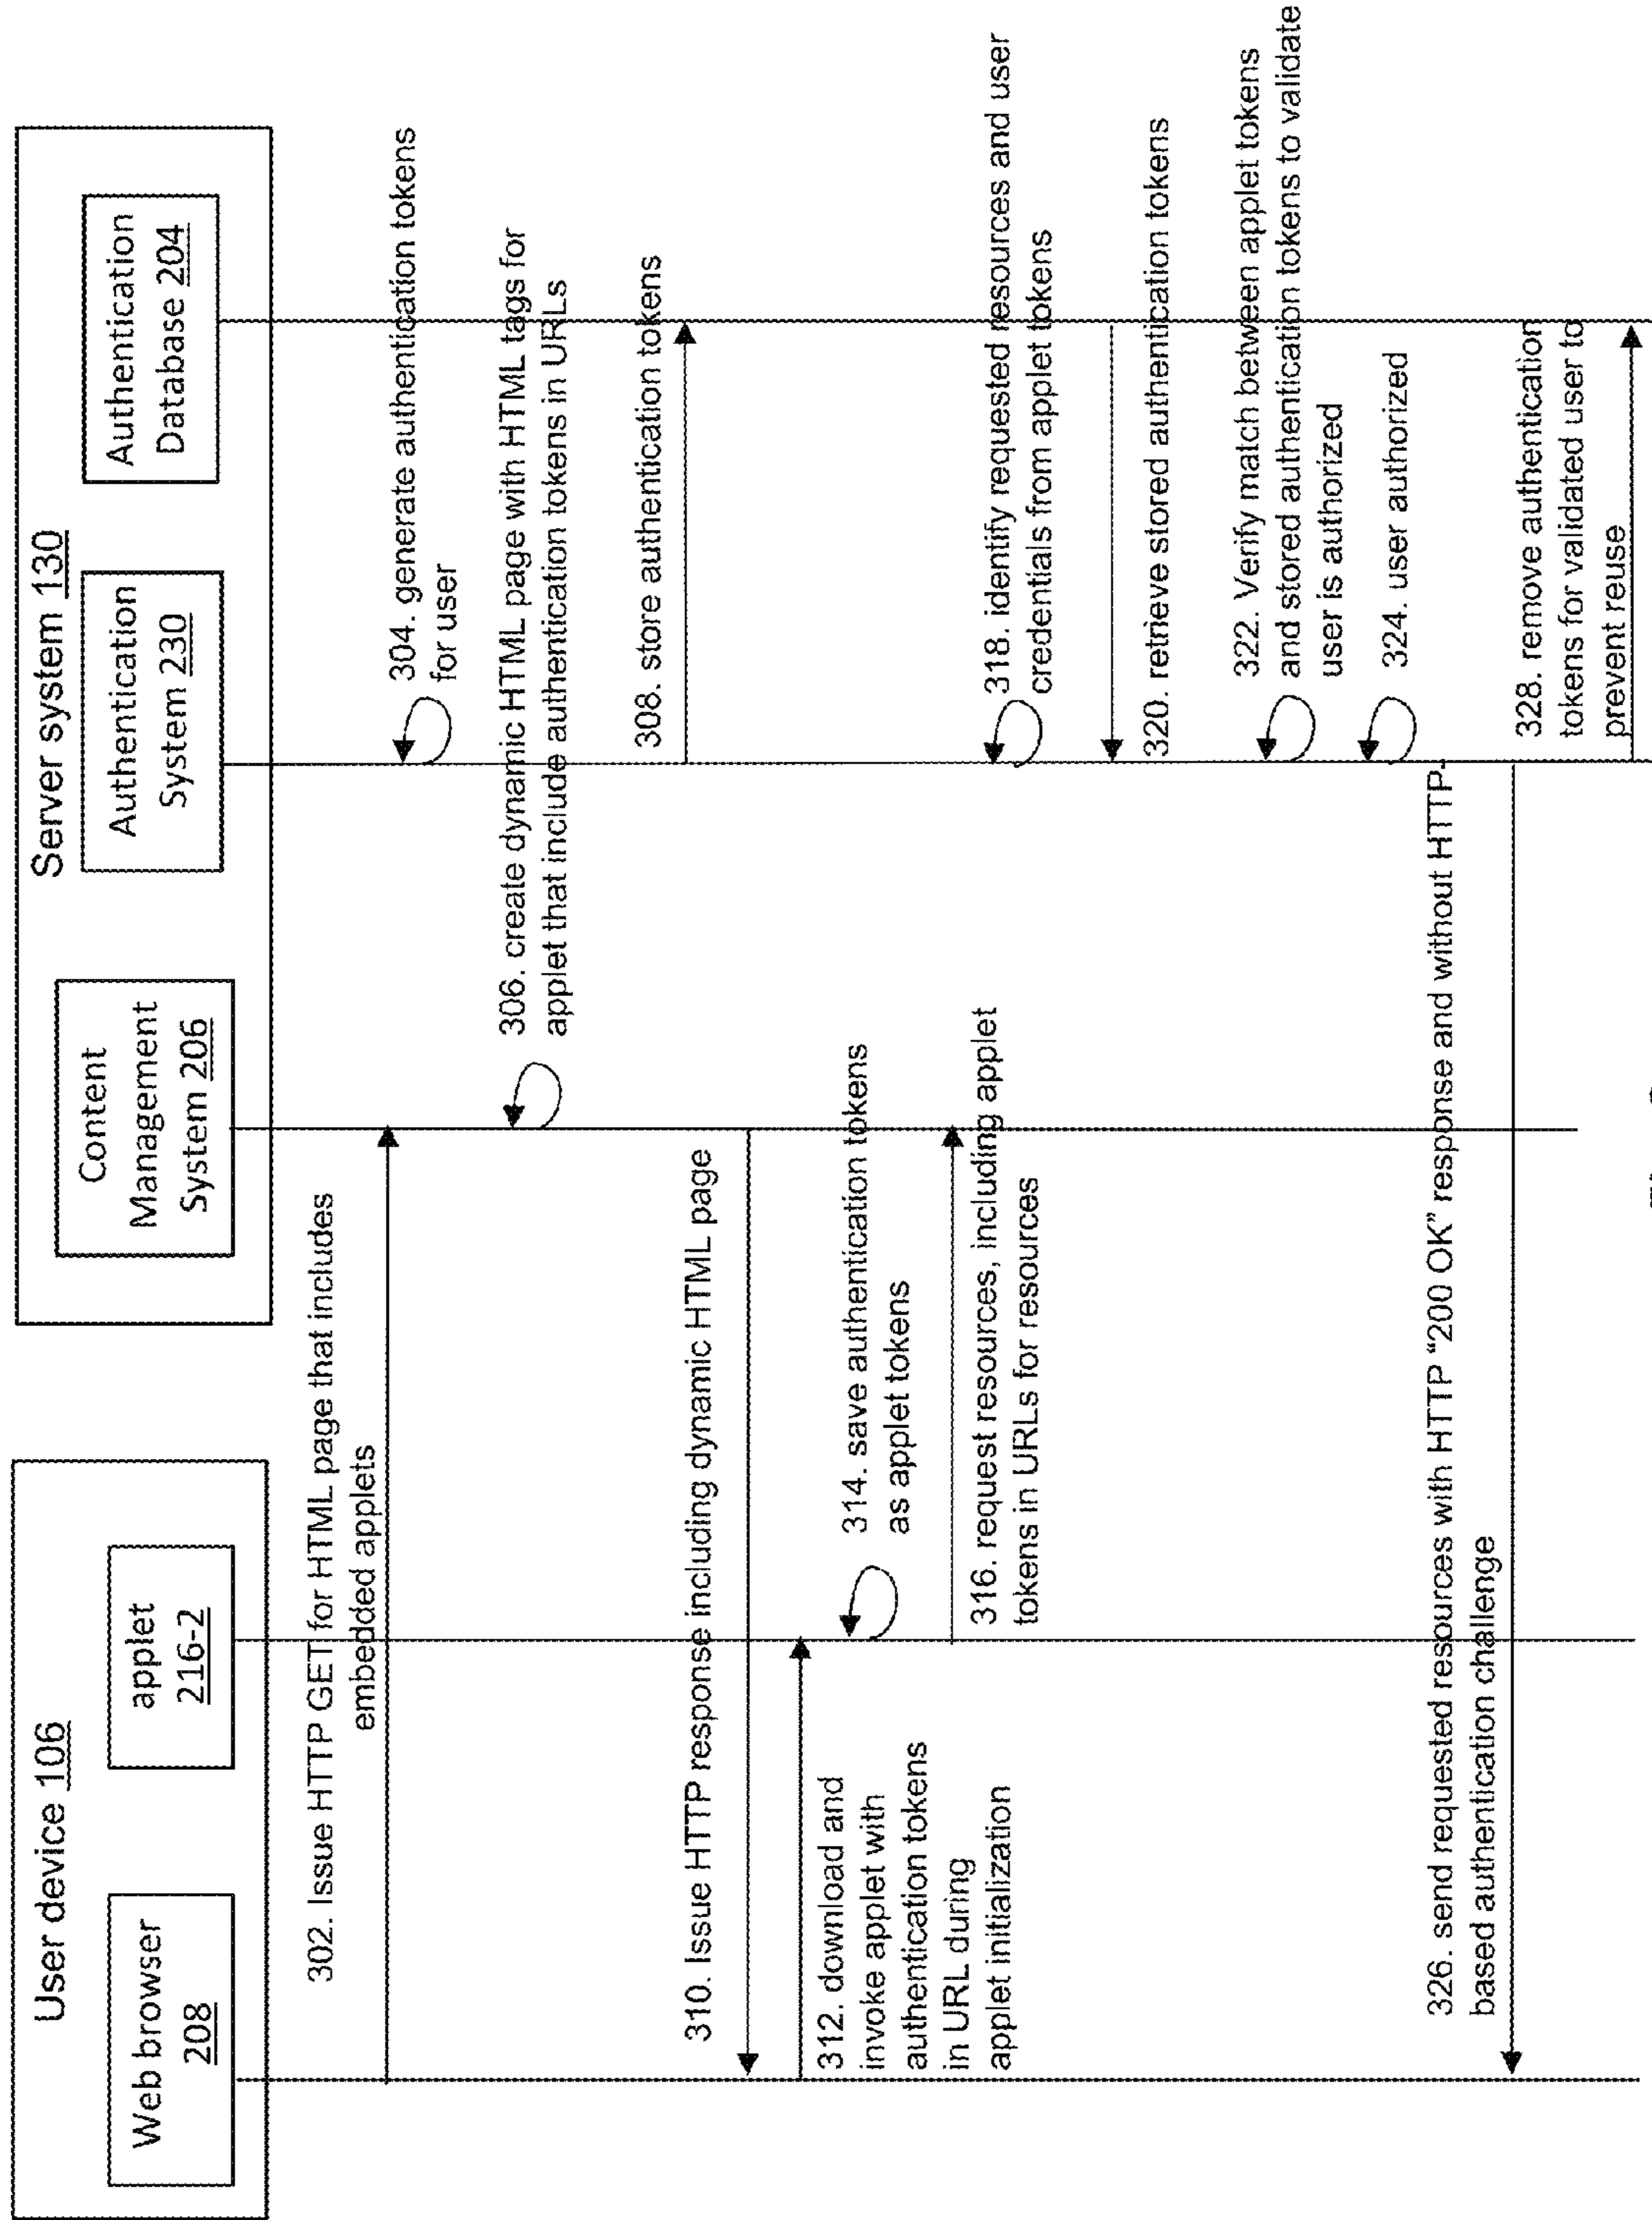 User device 106
Server system 130
Web browser
208
applet
216-2
Content
Management
System 206
Authentication
System 230
Authentication
Database 204
302. Issue HTTP GET for HTML page that includes
embedded applets
304. generate authentication tokens
for user
306. create dynamic HTML page with HTML tags for
applet that include authentication tokens in URLs
308. store authentication tokens
310. Issue HTTP response including dynamic HTML page
312. download and
invoke applet with
authentication tokens
in URL during
applet initialization
314. save authentication tokens
as applet tokens
316. request resources, including applet
tokens in URLs for resources
318. identify requested resources and user
credentials from applet tokens
320. retrieve stored authentication tokens
322. Verify match between applet tokens
and stored authentication tokens to validate
user is authorized
324. user authorized
326. send requested resources with HTTP “200 OK” response and without HTTP-
based authentication challenge
328. remove authentication
tokens for validated user to
prevent reuse